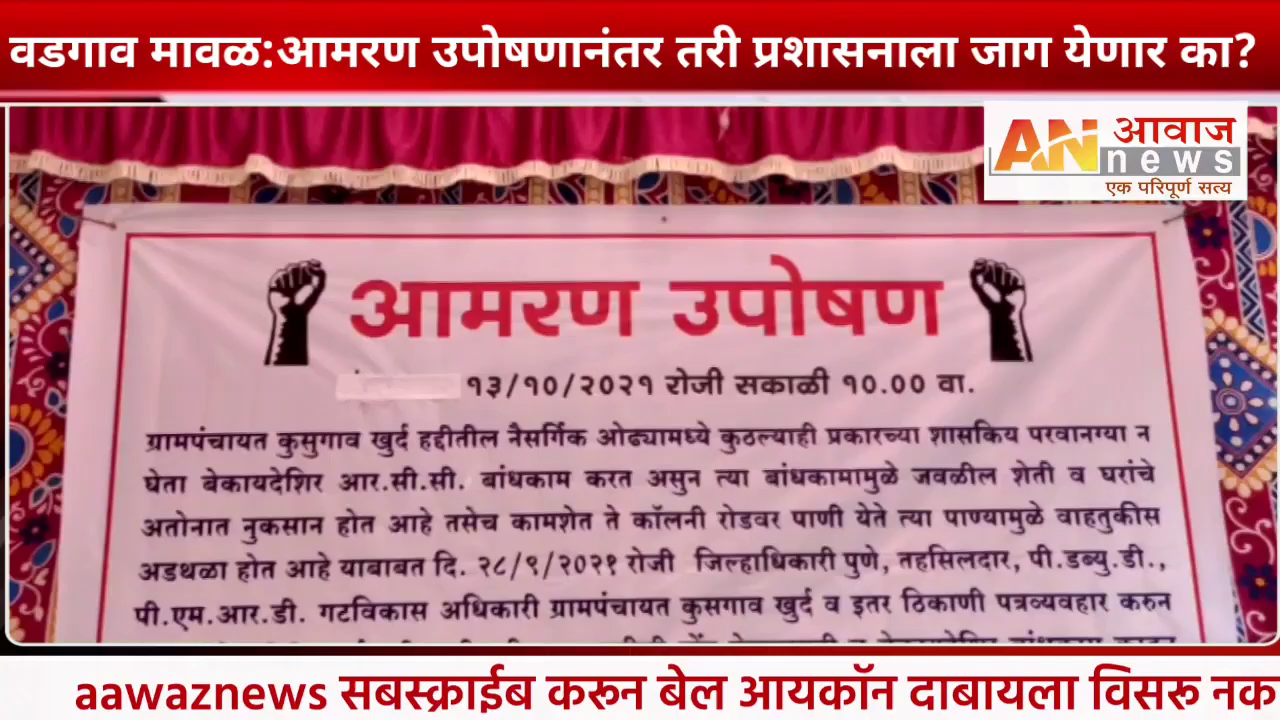 वडगाव मावळ:आमरण उपोषणानंतर तरी प्रशासनाला जाग येणार का?
AN आवाज
news
एक परिपूर्ण सत्य
आमरण उपोषण
१३/१०/२०२१ रोजी सकाळी १०.०० वा.
ग्रामपंचायत कुसुगाव खुर्द हद्दीतील नैसर्गिक ओढ्यामध्ये कुठल्याही प्रकारच्या शासकिय परवानग्या न
घेता बेकायदेशिर आर.सी.सी. बांधकाम करत असुन त्या बांधकामामुळे जवळील शेती व घरांचे
अतोनात नुकसान होत आहे तसेच कामशेत ते कॉलनी रोडवर पाणी येते त्या पाण्यामुळे वाहतुकीस
अडथळा होत आहे याबाबत दि. २८/९/२०२१ रोजी जिल्हाधिकारी पुणे, तहसिलदार, पी.डब्यु.डी.,
पी.एम.आर.डी. गटविकास अधिकारी ग्रामपंचायत कुसगाव खुर्द व इतर ठिकाणी पत्रव्यवहार करुन
aawaznews सबस्क्राईब करून बेल आयकॉन दाबायला विसरू नक